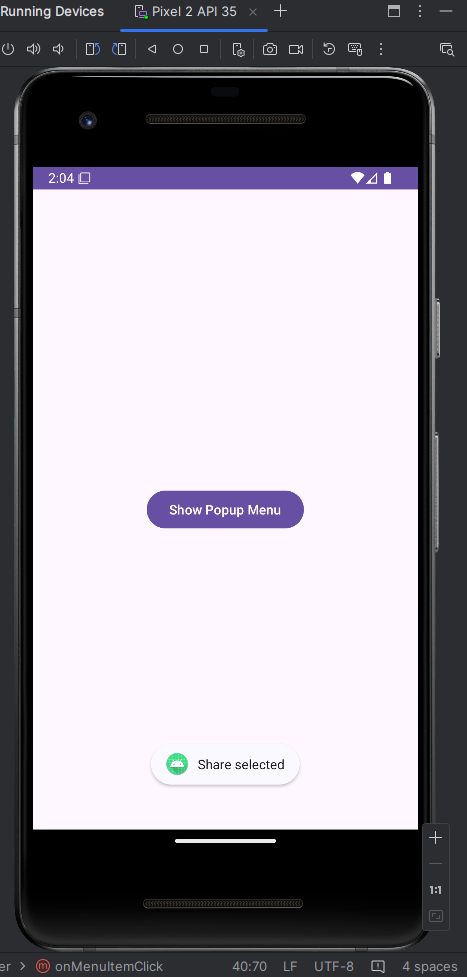 Running Devices
Pixel 2 API 35
2:04
Show Popup Menu
Share selected
1:1
er > onMenuItemClick 40:70 LF UTF-8 4 spaces